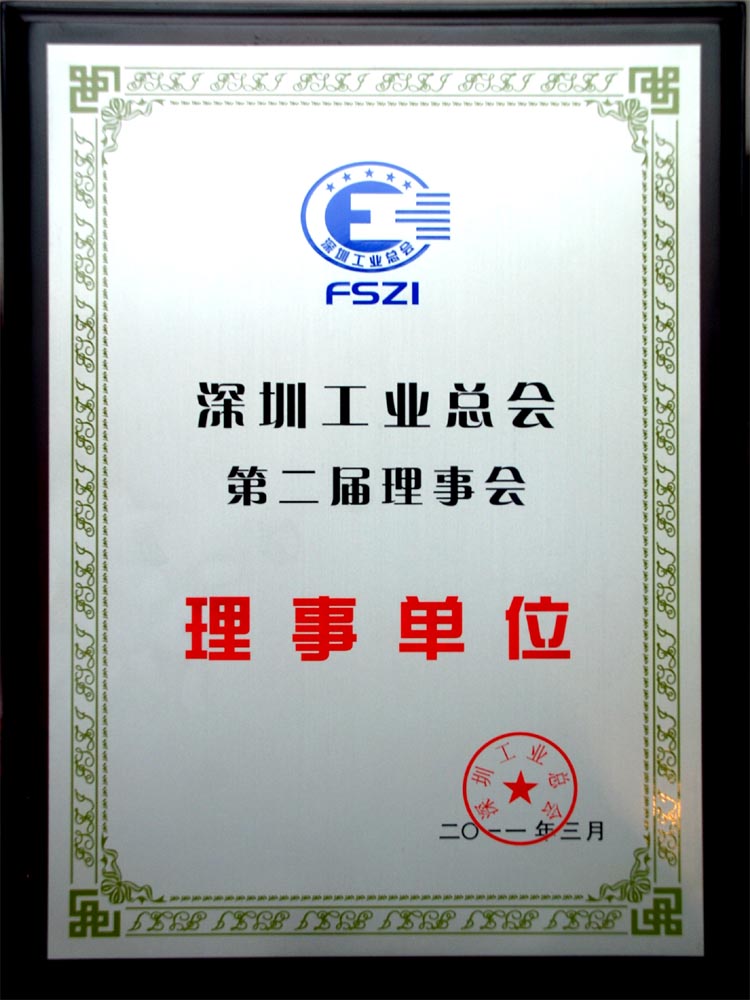 深圳工业总会
FSZI
深圳工业总会
第二届理事会
理事单位
深圳工业总会
二〇一一年三月